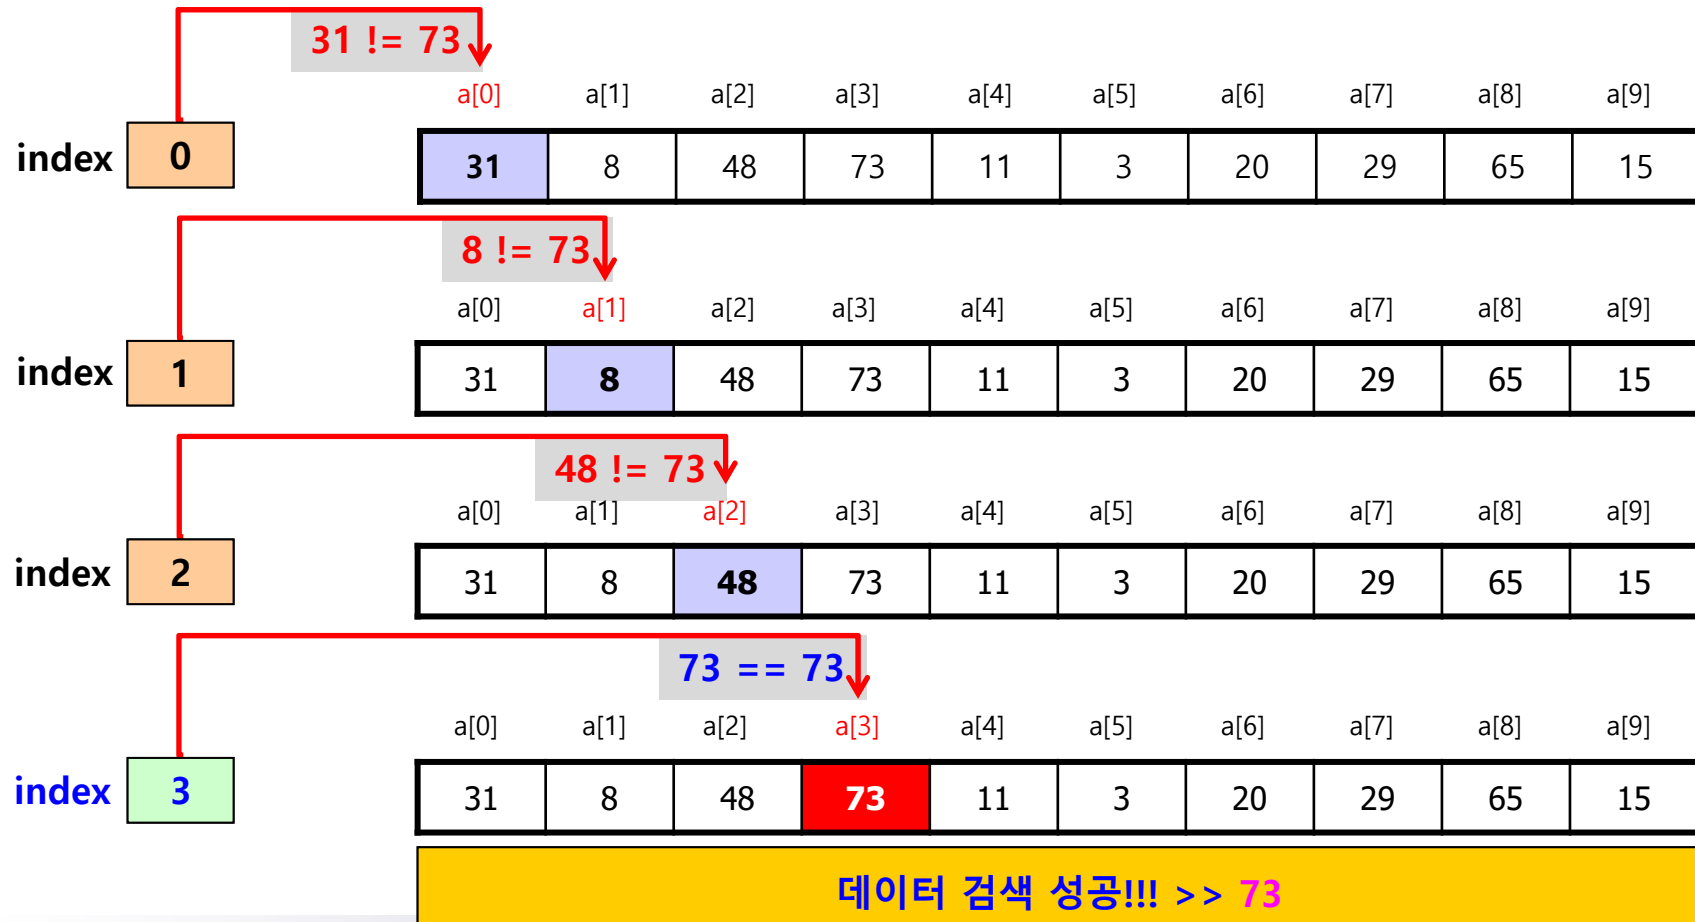 31 != 73
a[0] a[1] a[2] a[3] a[4] a[5] a[6] a[7] a[8] a[9]
index 0 31 8 48 73 11 3 20 29 65 15
8 != 73
a[0] a[1] a[2] a[3] a[4] a[5] a[6] a[7] a[8] a[9]
index 1 31 8 48 73 11 3 20 29 65 15
48 != 73
a[0] a[1] a[2] a[3] a[4] a[5] a[6] a[7] a[8] a[9]
index 2 31 8 48 73 11 3 20 29 65 15
73 == 73
a[0] a[1] a[2] a[3] a[4] a[5] a[6] a[7] a[8] a[9]
index 3 31 8 48 73 11 3 20 29 65 15
데이터 검색 성공!!! >> 73